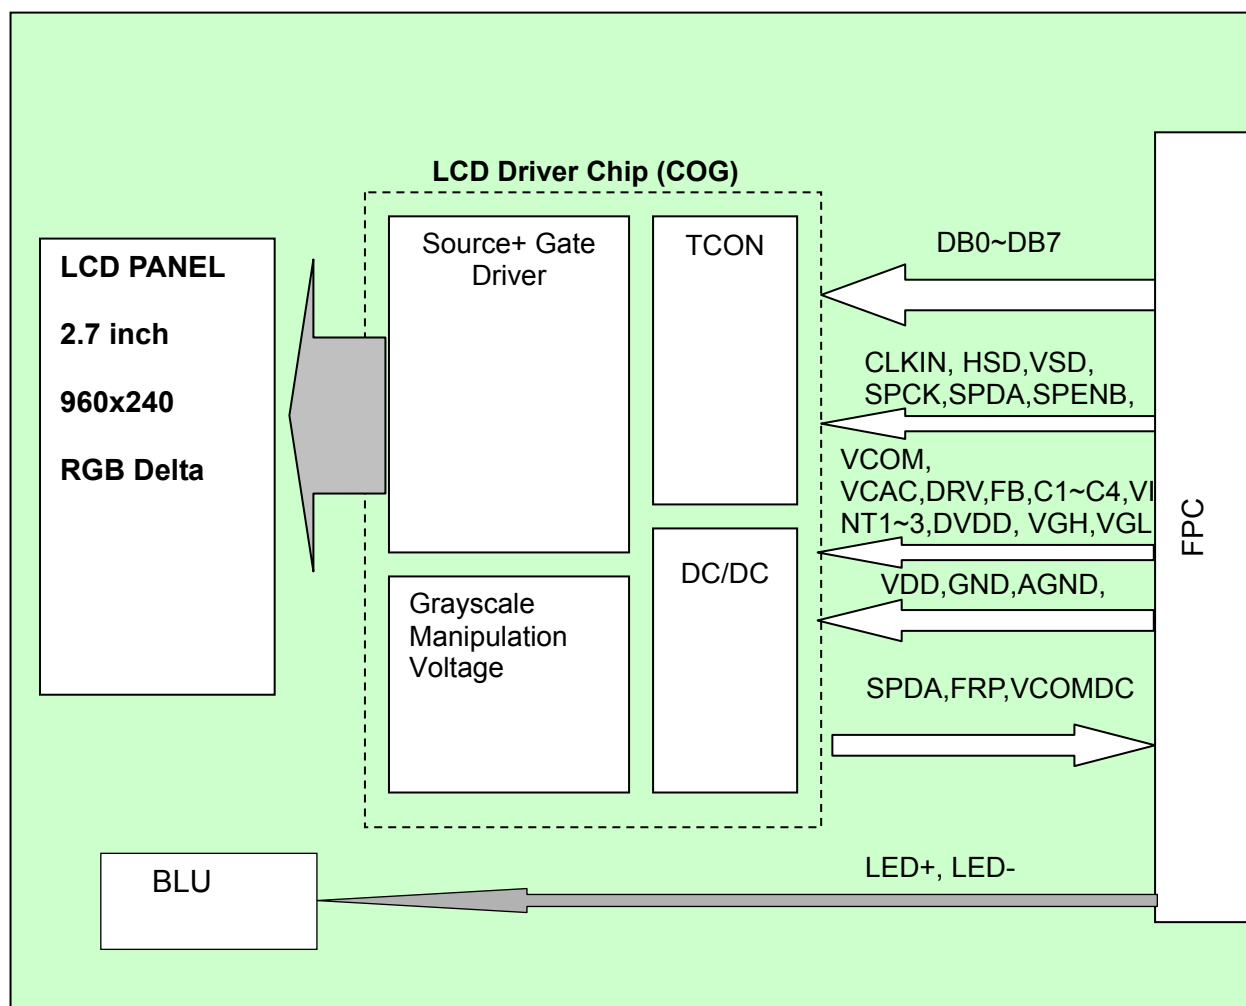 LCD Driver Chip (COG)
LCD PANEL
2.7 inch
960x240
RGB Delta
Source+ Gate
Driver
TCON
Grayscale
Manipulation
Voltage
DC/DC
DB0~DB7
CLKIN, HSD,VSD,
SPCK,SPDA,SPENB,
VCOM,
VCAC,DRV,FB,C1~C4,VI
NT1~3,DVDD, VGH,VGL
VDD,GND,AGND,
SPDA,FRP,VCOMDC
FPC
BLU
LED+, LED-